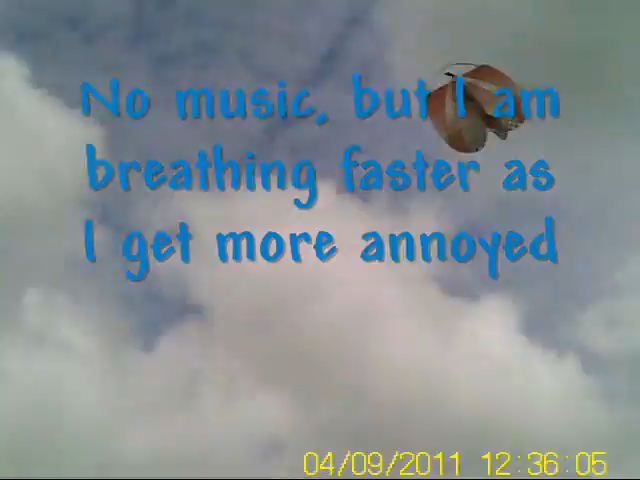 No music, but I am
breathing faster as
I get more annoyed
04/09/2011 12:36:05